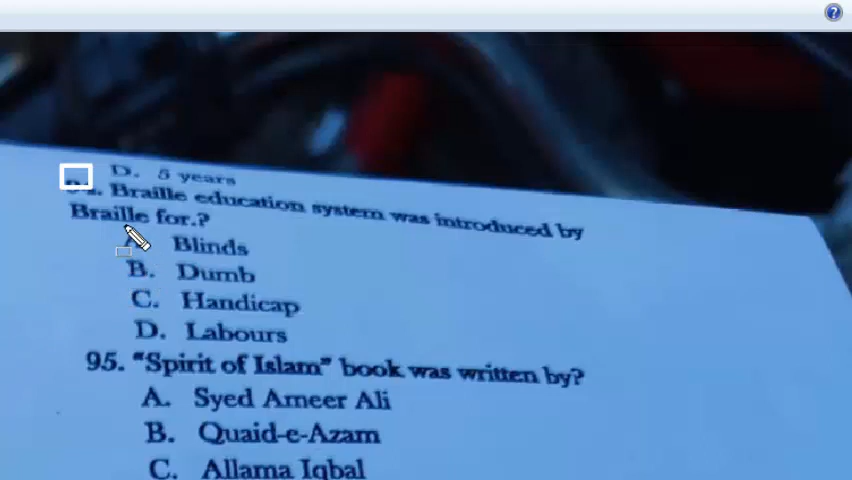 D. 5 years
94. Braille education system was introduced by
Braille for.?
Blinds
B. Dumb
C. Handicap
D. Labours
95. "Spirit of Islam" book was written by?
A. Syed Ameer Ali
B. Quaid-e-Azam
C. Allama Iqbal